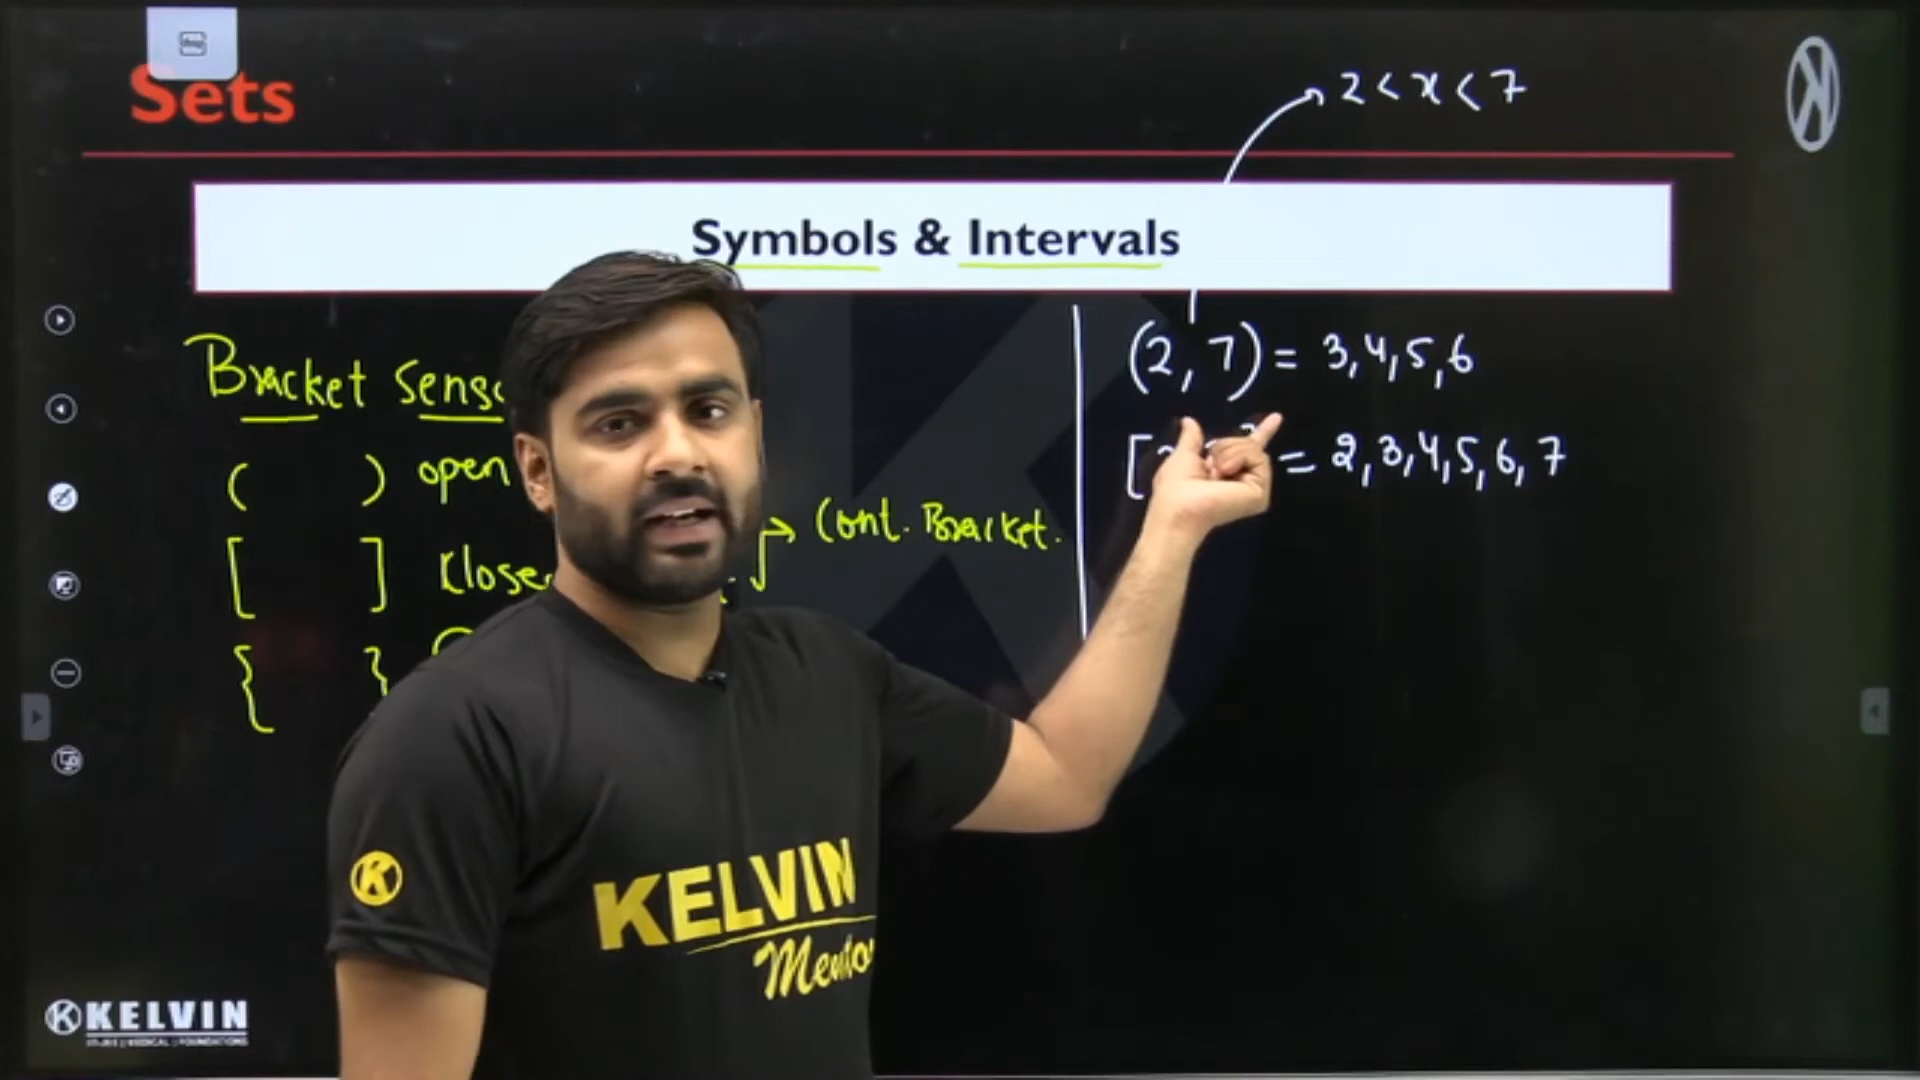 Sets
2 < x < 7
Symbols & Intervals
Bracket Sense
( ) open
[ ] Close
{ }
Cont. Bracket.
(2, 7) = 3, 4, 5, 6
[ = 2, 3, 4, 5, 6, 7
KELVIN
Mento
KELVIN